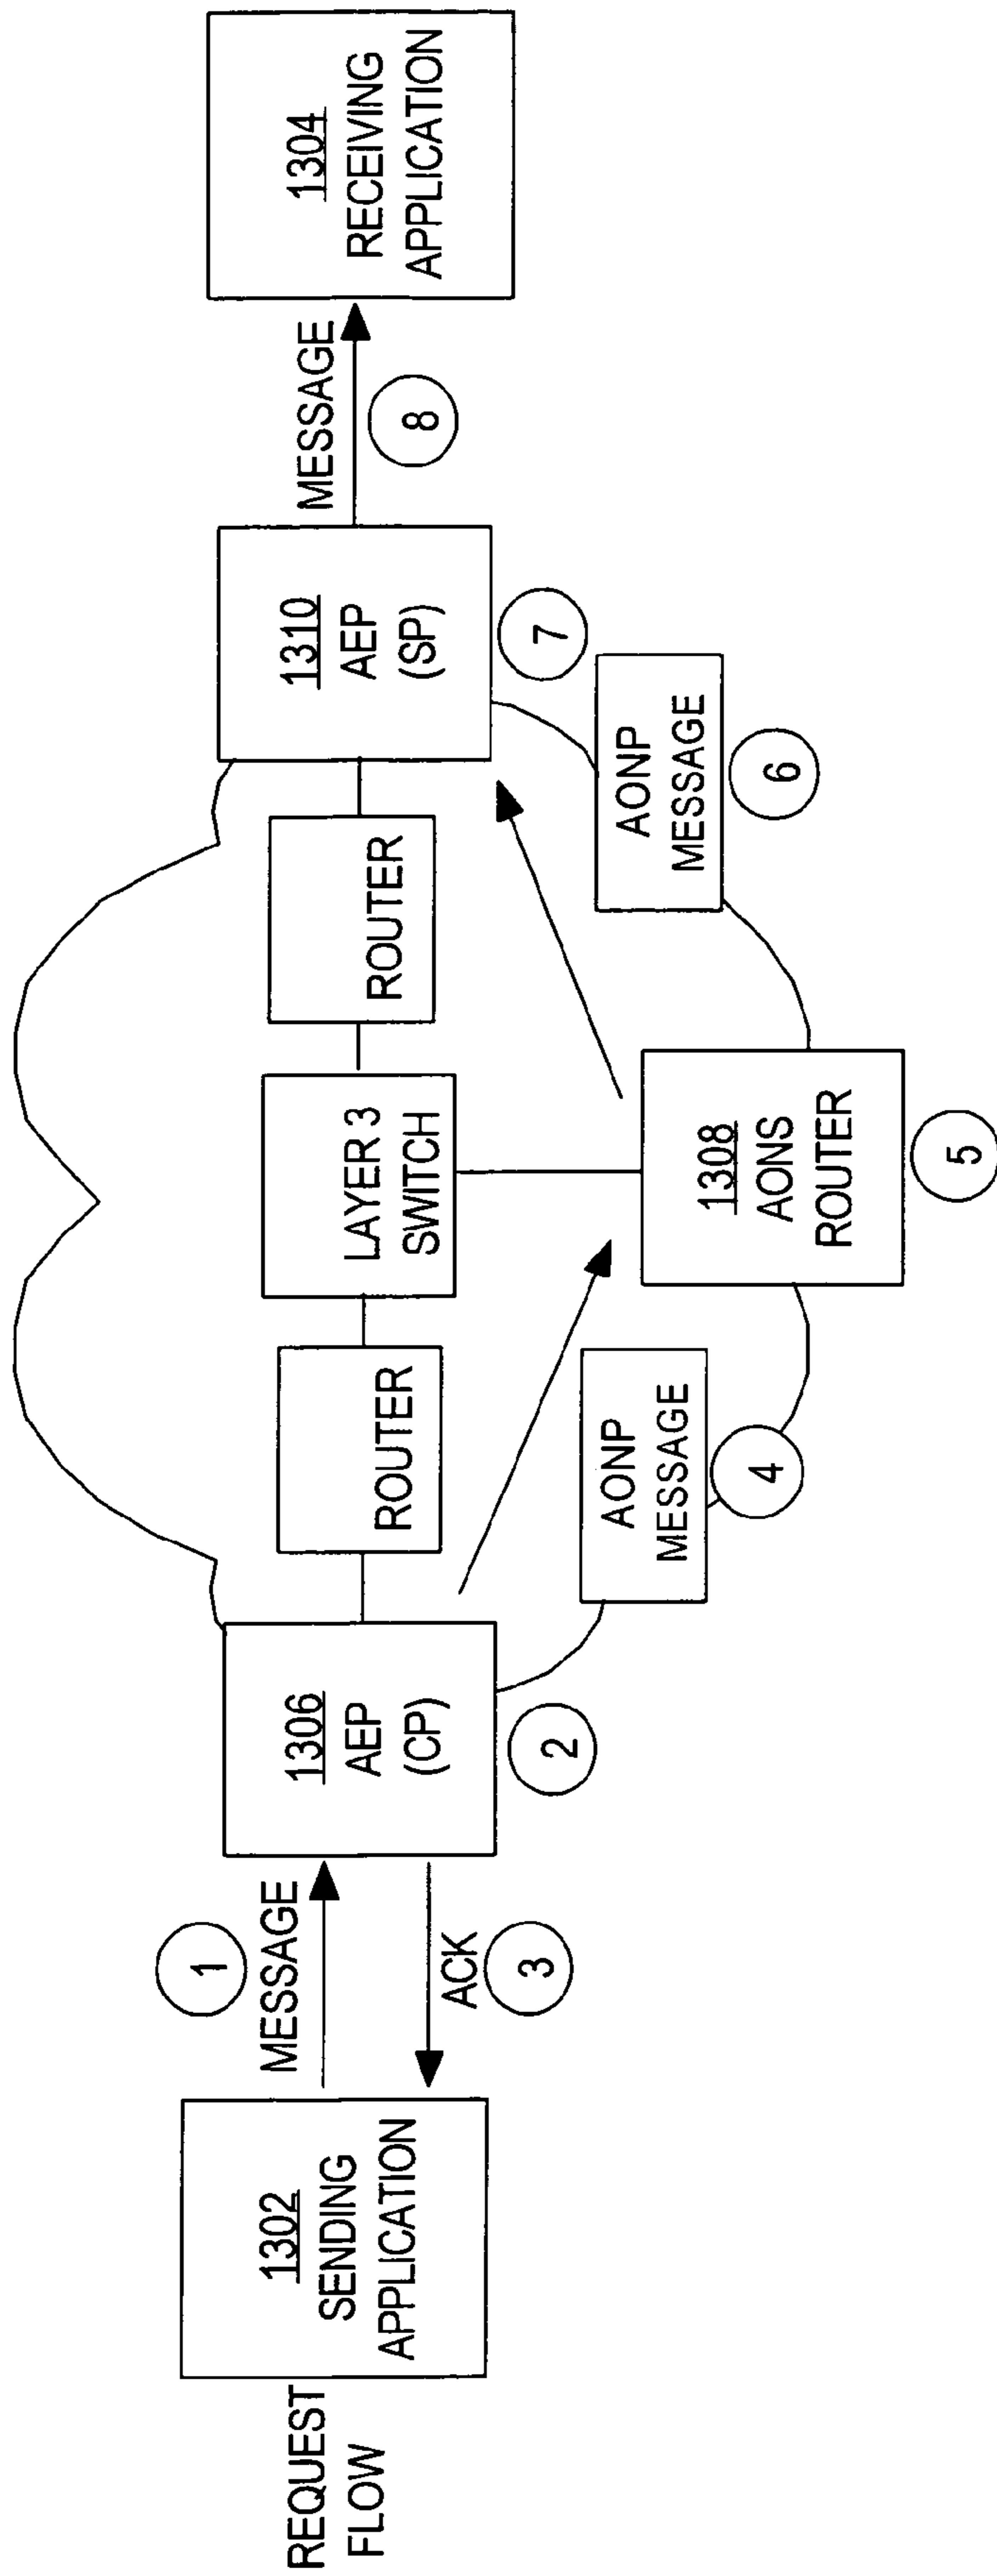 REQUEST
FLOW
1302
SENDING
APPLICATION
1
MESSAGE
ACK
3
1306
AEP
(CP)
2
ROUTER
AONP
MESSAGE
4
LAYER 3
SWITCH
1308
AONS
ROUTER
5
ROUTER
AONP
MESSAGE
6
1310
AEP
(SP)
7
MESSAGE
8
1304
RECEIVING
APPLICATION